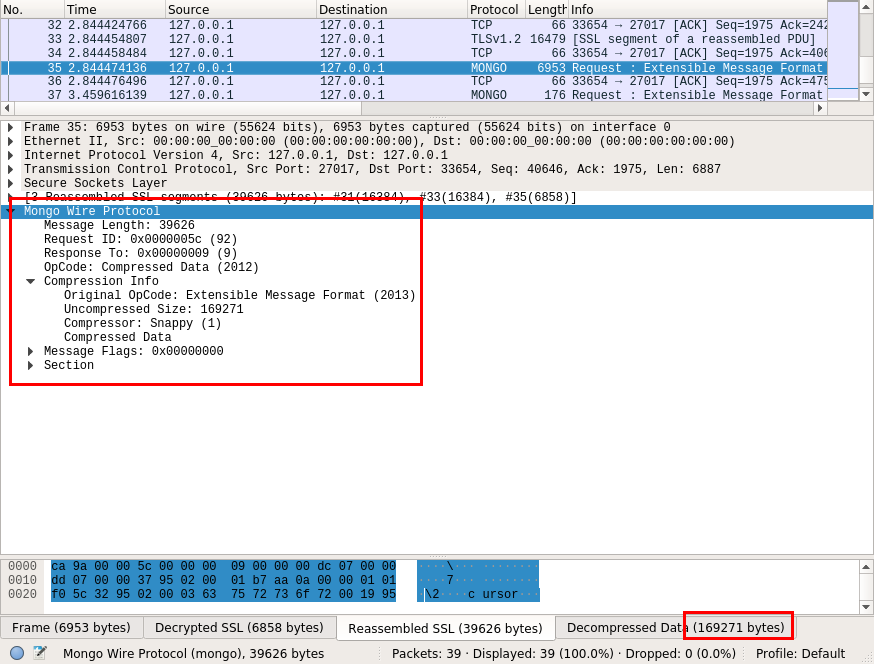 No. Time Source Destination Protocol Length Info
32 2.844424766 127.0.0.1 127.0.0.1 TCP 66 33654 → 27017 [ACK] Seq=1975 Ack=242
33 2.844454807 127.0.0.1 127.0.0.1 TLSv1.2 16479 [SSL segment of a reassembled PDU]
34 2.844458484 127.0.0.1 127.0.0.1 TCP 66 33654 → 27017 [ACK] Seq=1975 Ack=406
35 2.844474136 127.0.0.1 127.0.0.1 MONGO 6953 Request : Extensible Message Format
36 2.844476496 127.0.0.1 127.0.0.1 TCP 66 33654 → 27017 [ACK] Seq=1975 Ack=475
37 3.459616139 127.0.0.1 127.0.0.1 MONGO 176 Request : Extensible Message Format
Frame 35: 6953 bytes on wire (55624 bits), 6953 bytes captured (55624 bits) on interface 0
Ethernet II, Src: 00:00:00_00:00:00 (00:00:00:00:00:00), Dst: 00:00:00_00:00:00 (00:00:00:00:00:00)
Internet Protocol Version 4, Src: 127.0.0.1, Dst: 127.0.0.1
Transmission Control Protocol, Src Port: 27017, Dst Port: 33654, Seq: 40646, Ack: 1975, Len: 6887
Secure Sockets Layer
[3 Reassembled SSL segments (39626 bytes): #31(16384), #33(16384), #35(6858)]
Mongo Wire Protocol
Message Length: 39626
Request ID: 0x0000005c (92)
Response To: 0x00000009 (9)
OpCode: Compressed Data (2012)
Compression Info
Original OpCode: Extensible Message Format (2013)
Uncompressed Size: 169271
Compressor: Snappy (1)
Compressed Data
Message Flags: 0x00000000
Section
0000 ca 9a 00 00 5c 00 00 00 09 00 00 00 dc 07 00 00 ····\··· ········
0010 dd 07 00 00 37 95 02 00 01 b7 aa 0a 00 00 01 01 ····7··· ········
0020 f0 5c 32 95 02 00 03 63 75 72 73 6f 72 00 19 95 ·\2····c ursor···
Frame (6953 bytes) Decrypted SSL (6858 bytes) Reassembled SSL (39626 bytes) Decompressed Data (169271 bytes)
Mongo Wire Protocol (mongo), 39626 bytes Packets: 39 · Displayed: 39 (100.0%) · Dropped: 0 (0.0%) Profile: Default